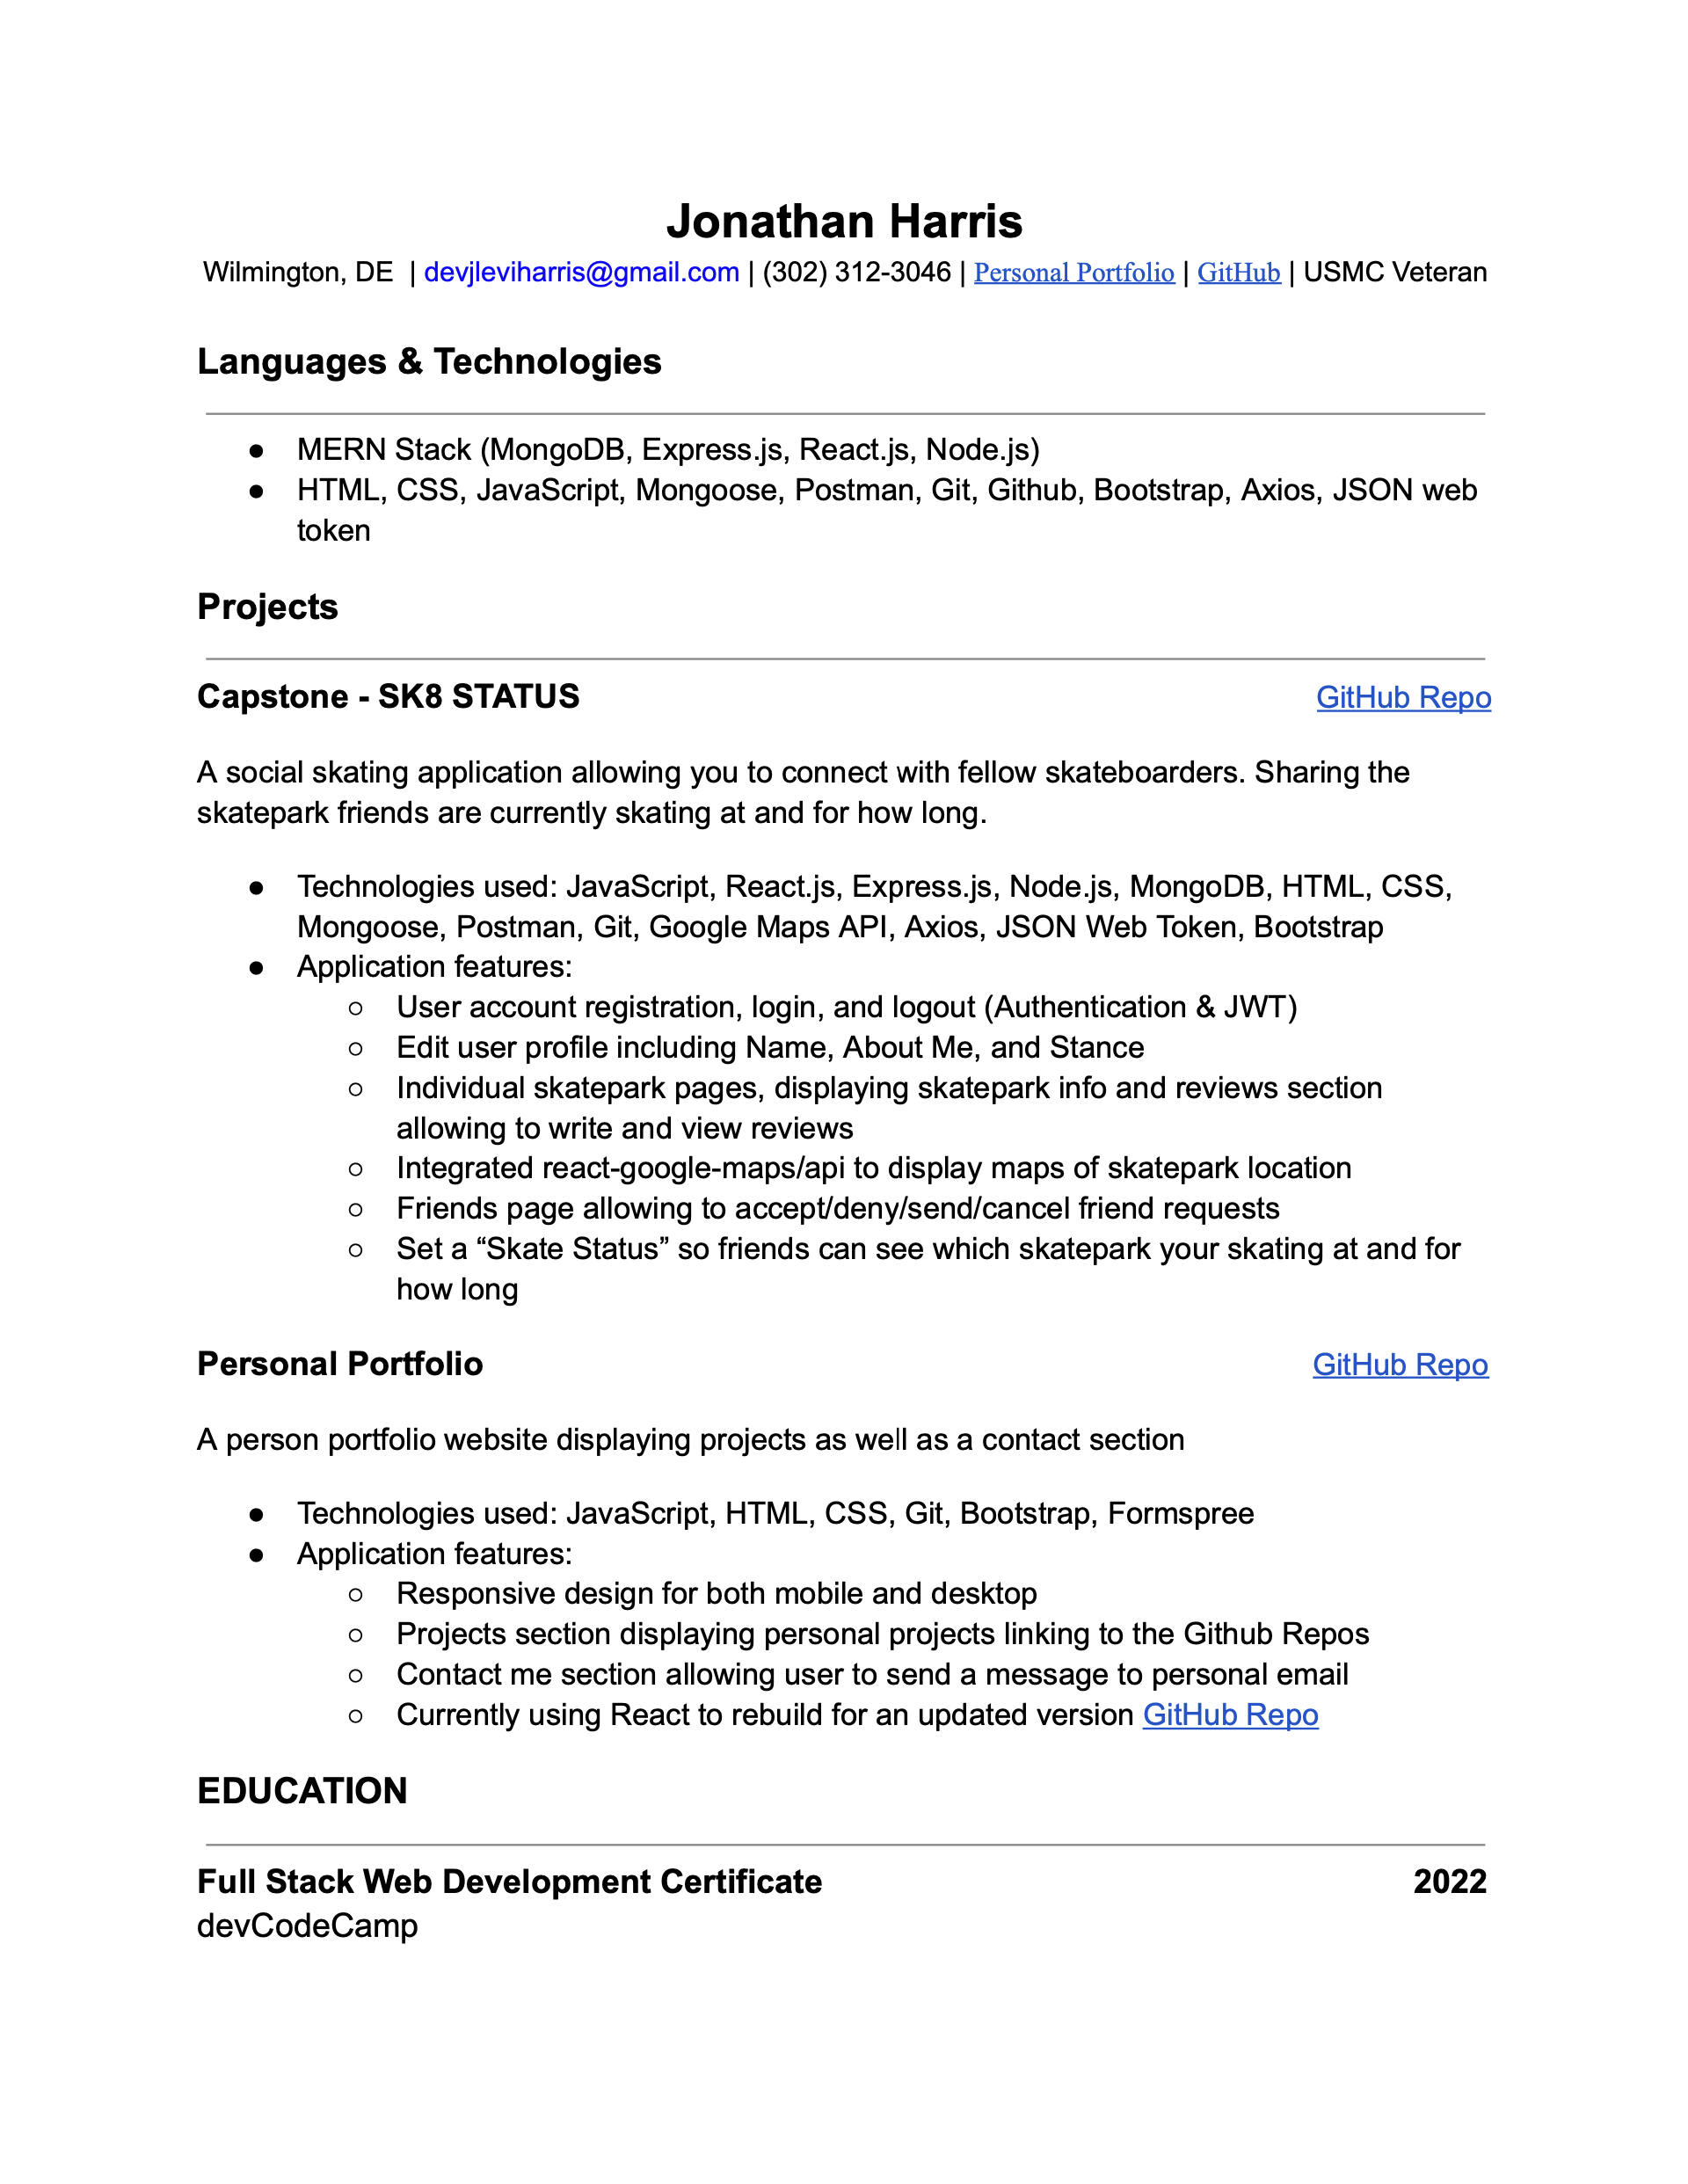 Jonathan Harris
Wilmington, DE | devjleviharris@gmail.com | (302) 312-3046 | Personal Portfolio | GitHub | USMC Veteran
Languages & Technologies
● MERN Stack (MongoDB, Express.js, React.js, Node.js)
● HTML, CSS, JavaScript, Mongoose, Postman, Git, Github, Bootstrap, Axios, JSON web
token
Projects
Capstone - SK8 STATUS GitHub Repo
A social skating application allowing you to connect with fellow skateboarders. Sharing the
skatepark friends are currently skating at and for how long.
● Technologies used: JavaScript, React.js, Express.js, Node.js, MongoDB, HTML, CSS,
Mongoose, Postman, Git, Google Maps API, Axios, JSON Web Token, Bootstrap
● Application features:
○ User account registration, login, and logout (Authentication & JWT)
○ Edit user profile including Name, About Me, and Stance
○ Individual skatepark pages, displaying skatepark info and reviews section
allowing to write and view reviews
○ Integrated react-google-maps/api to display maps of skatepark location
○ Friends page allowing to accept/deny/send/cancel friend requests
○ Set a “Skate Status” so friends can see which skatepark your skating at and for
how long
Personal Portfolio GitHub Repo
A person portfolio website displaying projects as well as a contact section
● Technologies used: JavaScript, HTML, CSS, Git, Bootstrap, Formspree
● Application features:
○ Responsive design for both mobile and desktop
○ Projects section displaying personal projects linking to the Github Repos
○ Contact me section allowing user to send a message to personal email
○ Currently using React to rebuild for an updated version GitHub Repo
EDUCATION
Full Stack Web Development Certificate 2022
devCodeCamp